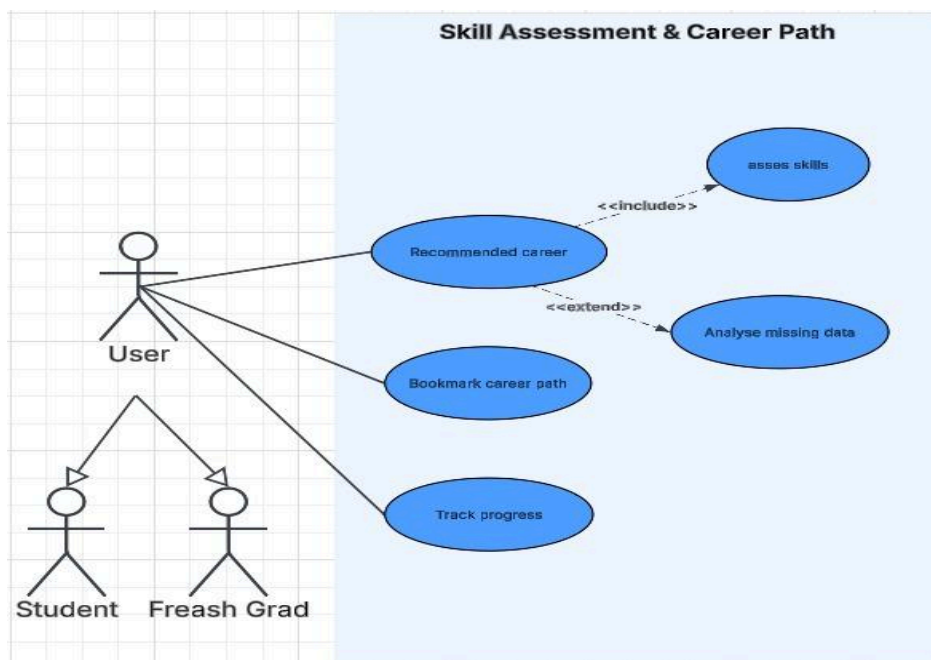 Skill Assessment & Career Path
asses skills
<<include>>
Recommended career
<<extend>>
Analyse missing data
User
Bookmark career path
Track progress
Student
Freash Grad